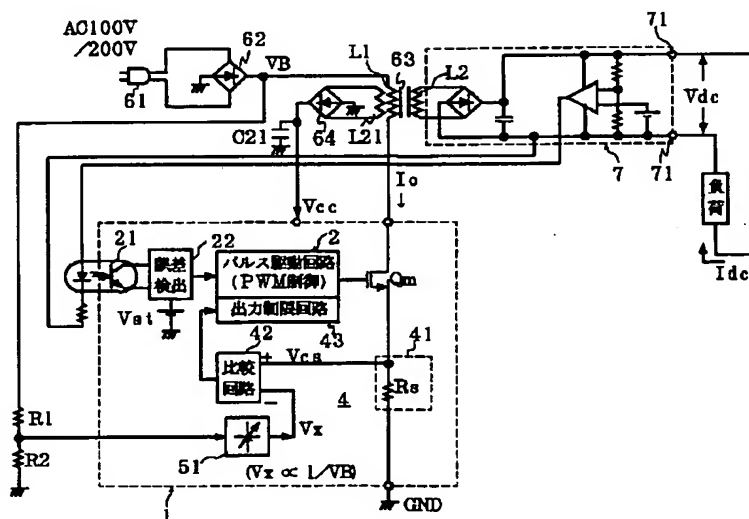 AC100V
/200V
61
62
VB
L1
63
L2
71
C21
64
L21
Vdc
7
71
Io
↓
Vcc
負
荷
Idc
21
22
誤差
検出
Vst
2
パルス駆動回路
(PWM制御)
出力制限回路
43
Qm
42
Vcs
41
+
比較
回路
−
4
Rs
R1
R2
51
Vx
(Vx ∝ 1/VB)
GND
1